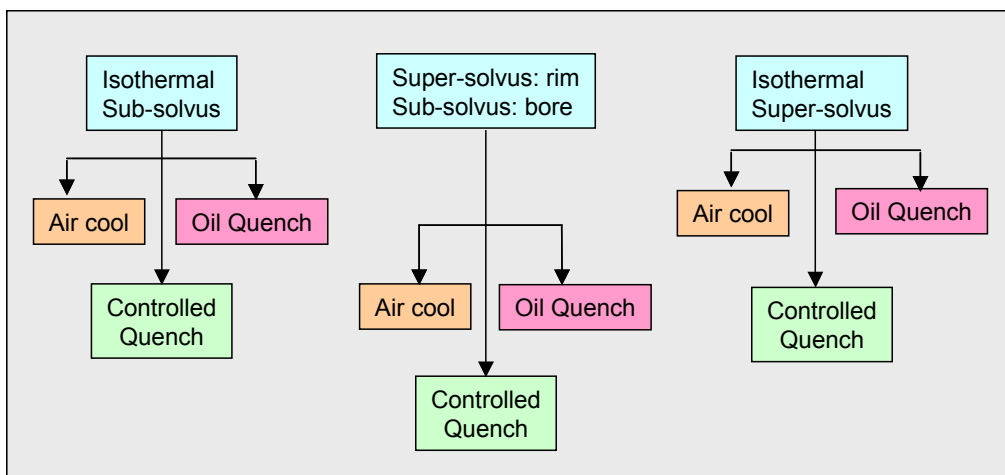 Isothermal
Sub-solvus
Air cool
Oil Quench
Controlled
Quench
Super-solvus: rim
Sub-solvus: bore
Air cool
Oil Quench
Controlled
Quench
Isothermal
Super-solvus
Air cool
Oil Quench
Controlled
Quench